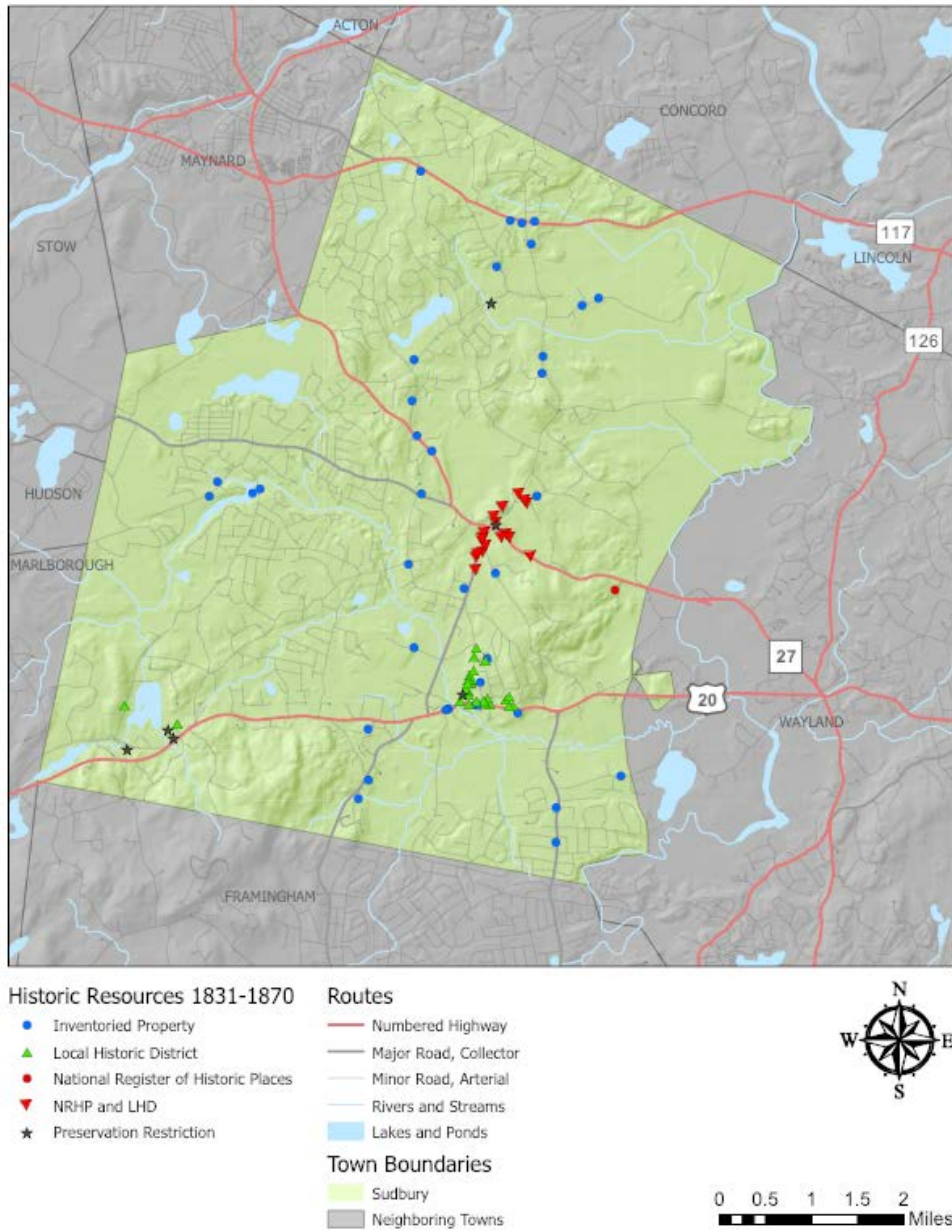 ACTON
CONCORD
MAYNARD
STOW
117
LINCOLN
126
HUDSON
MARLBOROUGH
27
20
WAYLAND
FRAMINGHAM
Historic Resources 1831-1870
Inventoried Property
Local Historic District
National Register of Historic Places
NRHP and LHD
Preservation Restriction
Routes
Numbered Highway
Major Road, Collector
Minor Road, Arterial
Rivers and Streams
Lakes and Ponds
Town Boundaries
Sudbury
Neighboring Towns
N
W E
S
0 0.5 1 1.5 2
Miles